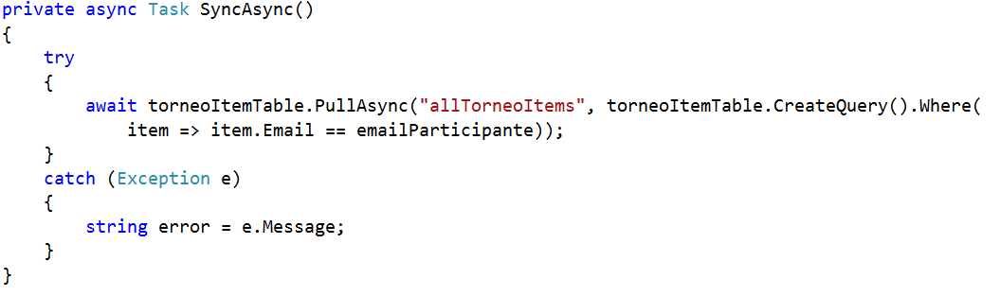 private async Task SyncAsync()
{
    try
    {
        await torneoItemTable.PullAsync("allTorneoItems", torneoItemTable.CreateQuery().Where(
            item => item.Email == emailParticipante));
    }
    catch (Exception e)
    {
        string error = e.Message;
    }
}